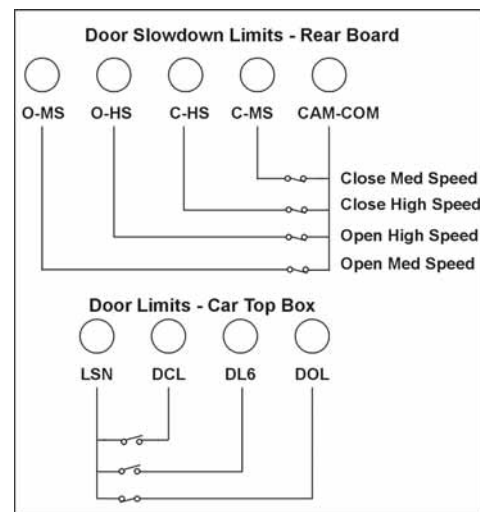 Door Slowdown Limits - Rear Board
O-MS O-HS C-HS C-MS CAM-COM
Close Med Speed
Close High Speed
Open High Speed
Open Med Speed
Door Limits - Car Top Box
LSN DCL DL6 DOL